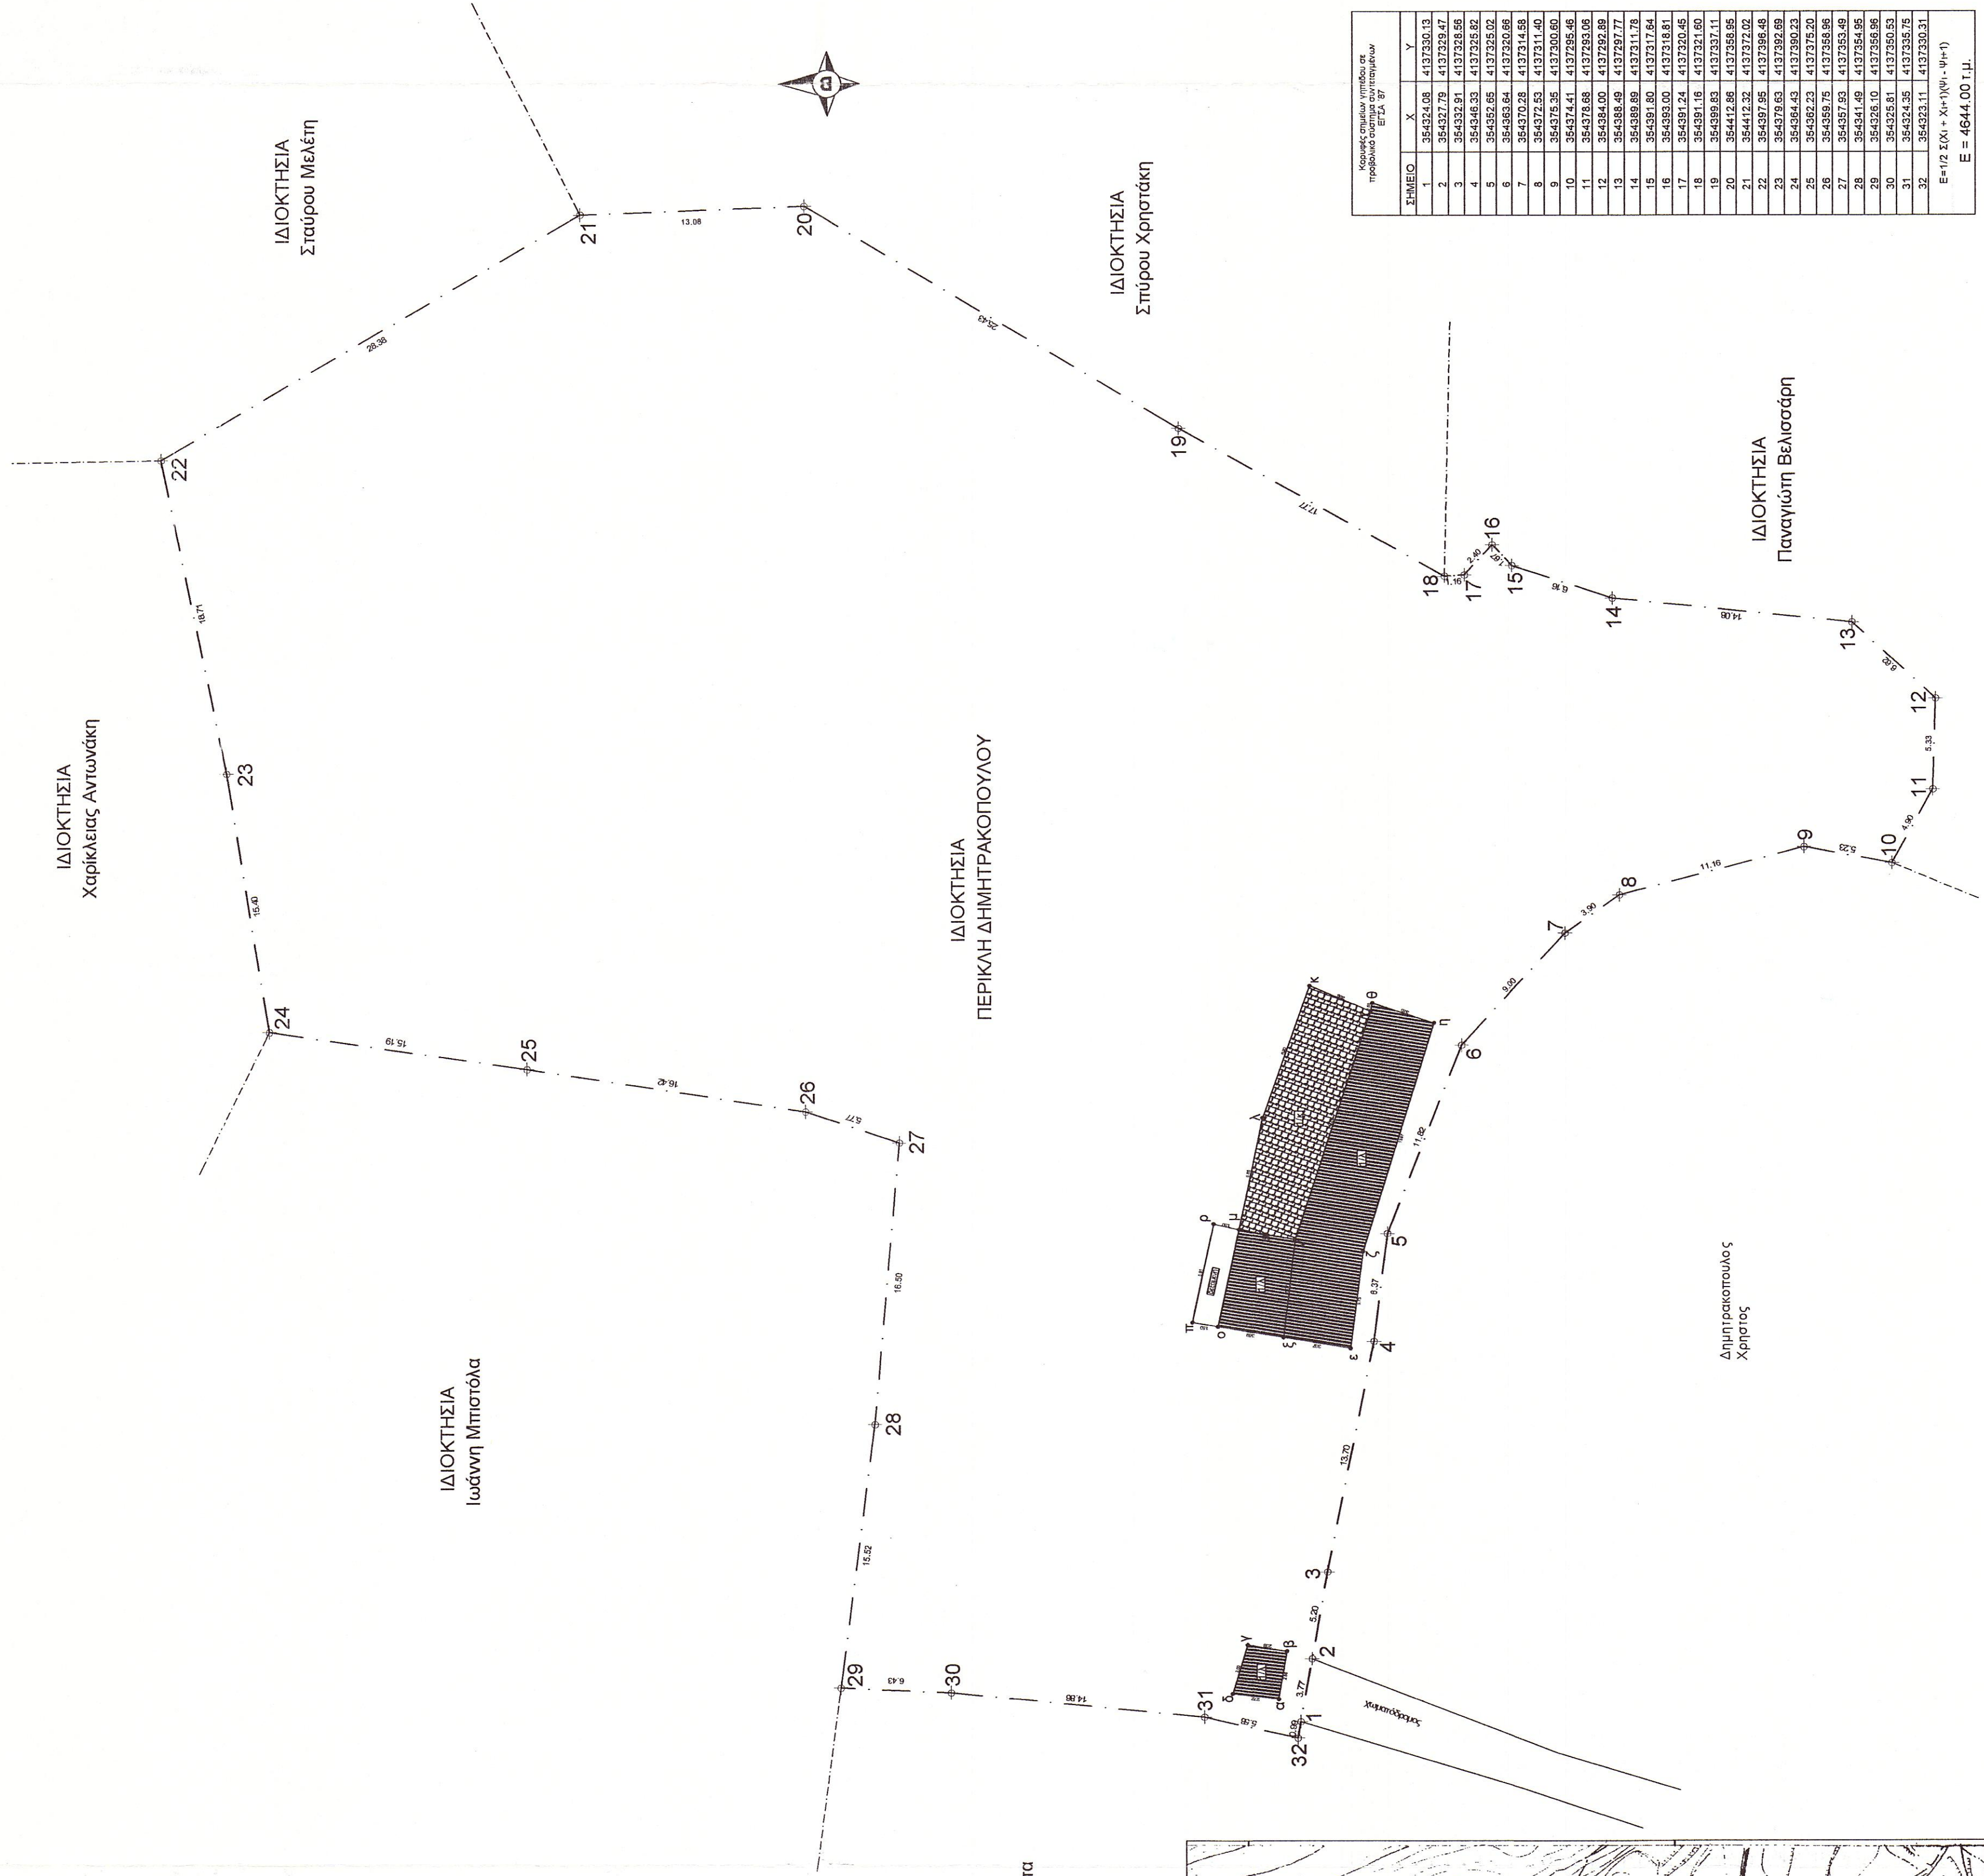 ΙΔΙΟΚΤΗΣΙΑ
Χαρίκλειας Αντωνάκη
ΙΔΙΟΚΤΗΣΙΑ
Σταύρου Μελέτη
ΙΔΙΟΚΤΗΣΙΑ
Σπύρου Χρηστάκη
ΙΔΙΟΚΤΗΣΙΑ
Παναγιώτη Βελισσάρη
ΙΔΙΟΚΤΗΣΙΑ
ΠΕΡΙΚΛΗ ΔΗΜΗΤΡΑΚΟΠΟΥΛΟΥ
ΙΔΙΟΚΤΗΣΙΑ
Ιωάννη Μπιστόλα
Δημητρακοπουλος
Χρηστος
χωματόδρομος
τα
1
3.77
2
5.20
3
13.70
4
6.37
5
11.82
6
9.00
7
3.90
8
11.16
9
5.23
10
4.90
11
5.33
12
6.62
13
14.08
14
6.16
15
1.67
16
2.40
17
1.16
18
17.77
19
25.43
20
13.08
21
28.38
22
18.71
23
15.40
24
15.19
25
16.42
26
5.77
27
16.50
28
15.52
29
6.43
30
14.86
31
5.58
32
0.99
α
β
γ
δ
ε
ζ
η
θ
κ
λ
μ
ξ
ο
π
ρ
Κορυφές σημείων γηπέδου σε
προβολικό σύστημα συντεταγμένων
ΕΓΣΑ '87
ΣΗΜΕΙΟ X Y
1 354324.08 4137330.13
2 354327.79 4137329.47
3 354332.91 4137328.56
4 354346.33 4137325.82
5 354352.65 4137325.02
6 354363.64 4137320.66
7 354370.28 4137314.58
8 354372.53 4137311.40
9 354375.35 4137300.60
10 354374.41 4137295.46
11 354378.68 4137293.06
12 354384.00 4137292.89
13 354388.49 4137297.77
14 354389.89 4137311.78
15 354391.80 4137317.64
16 354393.00 4137318.81
17 354391.24 4137320.45
18 354391.16 4137321.60
19 354399.83 4137337.11
20 354412.86 4137358.95
21 354412.32 4137372.02
22 354397.95 4137396.48
23 354379.63 4137392.69
24 354364.43 4137390.23
25 354362.23 4137375.20
26 354359.75 4137358.96
27 354357.93 4137353.49
28 354341.49 4137354.95
29 354326.10 4137356.96
30 354325.81 4137350.53
31 354324.35 4137335.75
32 354323.11 4137330.31
E=1/2 Σ(Xi + Xi+1)(Ψi - Ψi+1)
E = 4644.00 τ.μ.